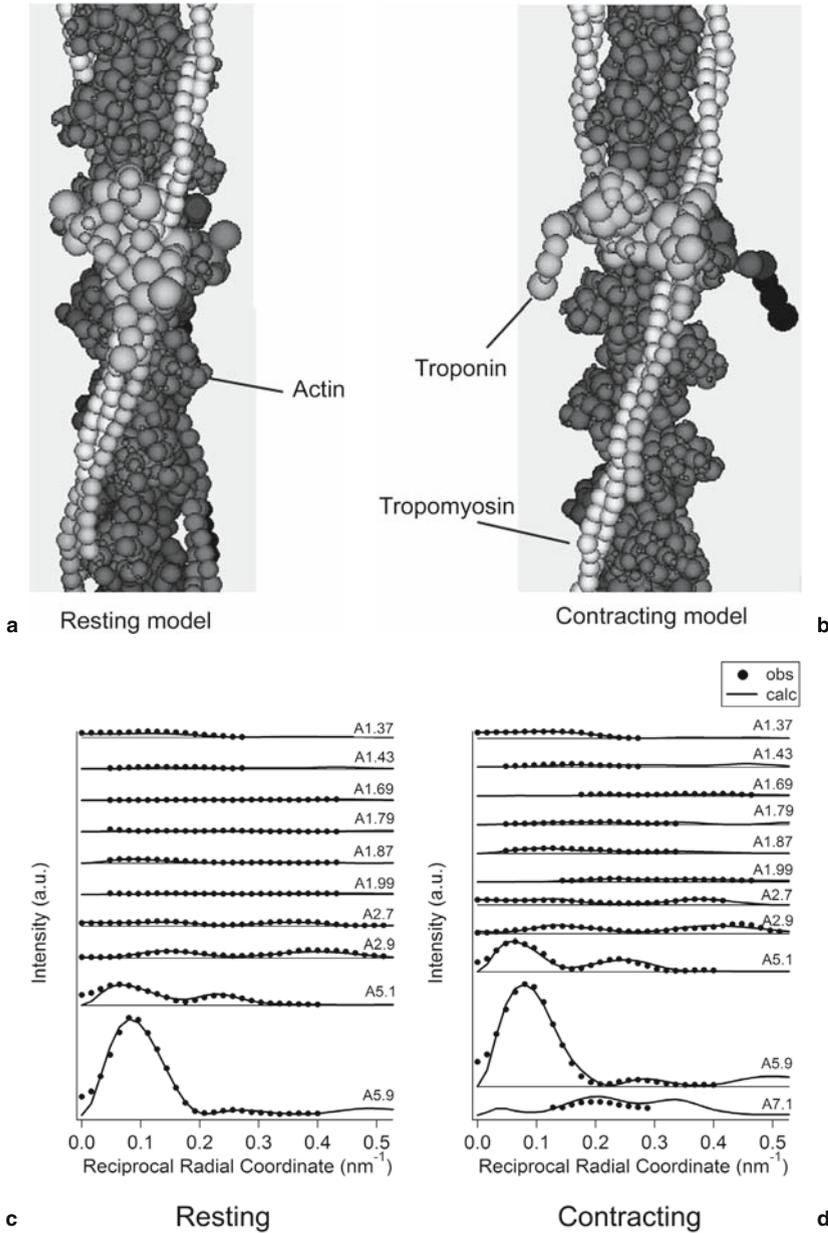 Troponin
Actin
Tropomyosin
a
Resting model
Contracting model
b
obs
calc
A1.37
A1.43
A1.69
A1.79
A1.87
A1.99
A2.7
A2.9
A5.1
A5.9
Intensity (a.u.)
0.0 0.1 0.2 0.3 0.4 0.5
Reciprocal Radial Coordinate (nm⁻¹)
A1.37
A1.43
A1.69
A1.79
A1.87
A1.99
A2.7
A2.9
A5.1
A5.9
A7.1
Intensity (a.u.)
0.0 0.1 0.2 0.3 0.4 0.5
Reciprocal Radial Coordinate (nm⁻¹)
c
Resting
Contracting
d